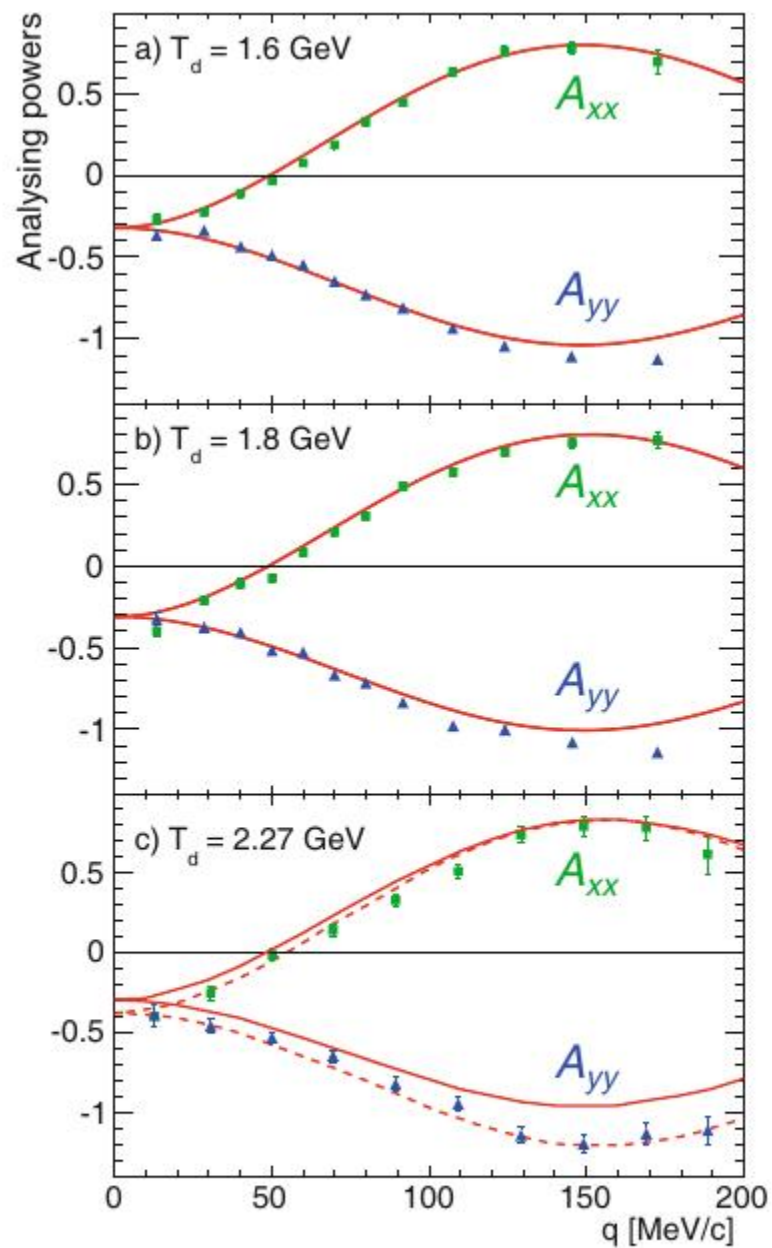 Analysing powers
a) T_d = 1.6 GeV
0.5
0
-0.5
-1
A_xx
A_yy
b) T_d = 1.8 GeV
0.5
0
-0.5
-1
A_xx
A_yy
c) T_d = 2.27 GeV
0.5
0
-0.5
-1
A_xx
A_yy
0 50 100 150 200
q [MeV/c]